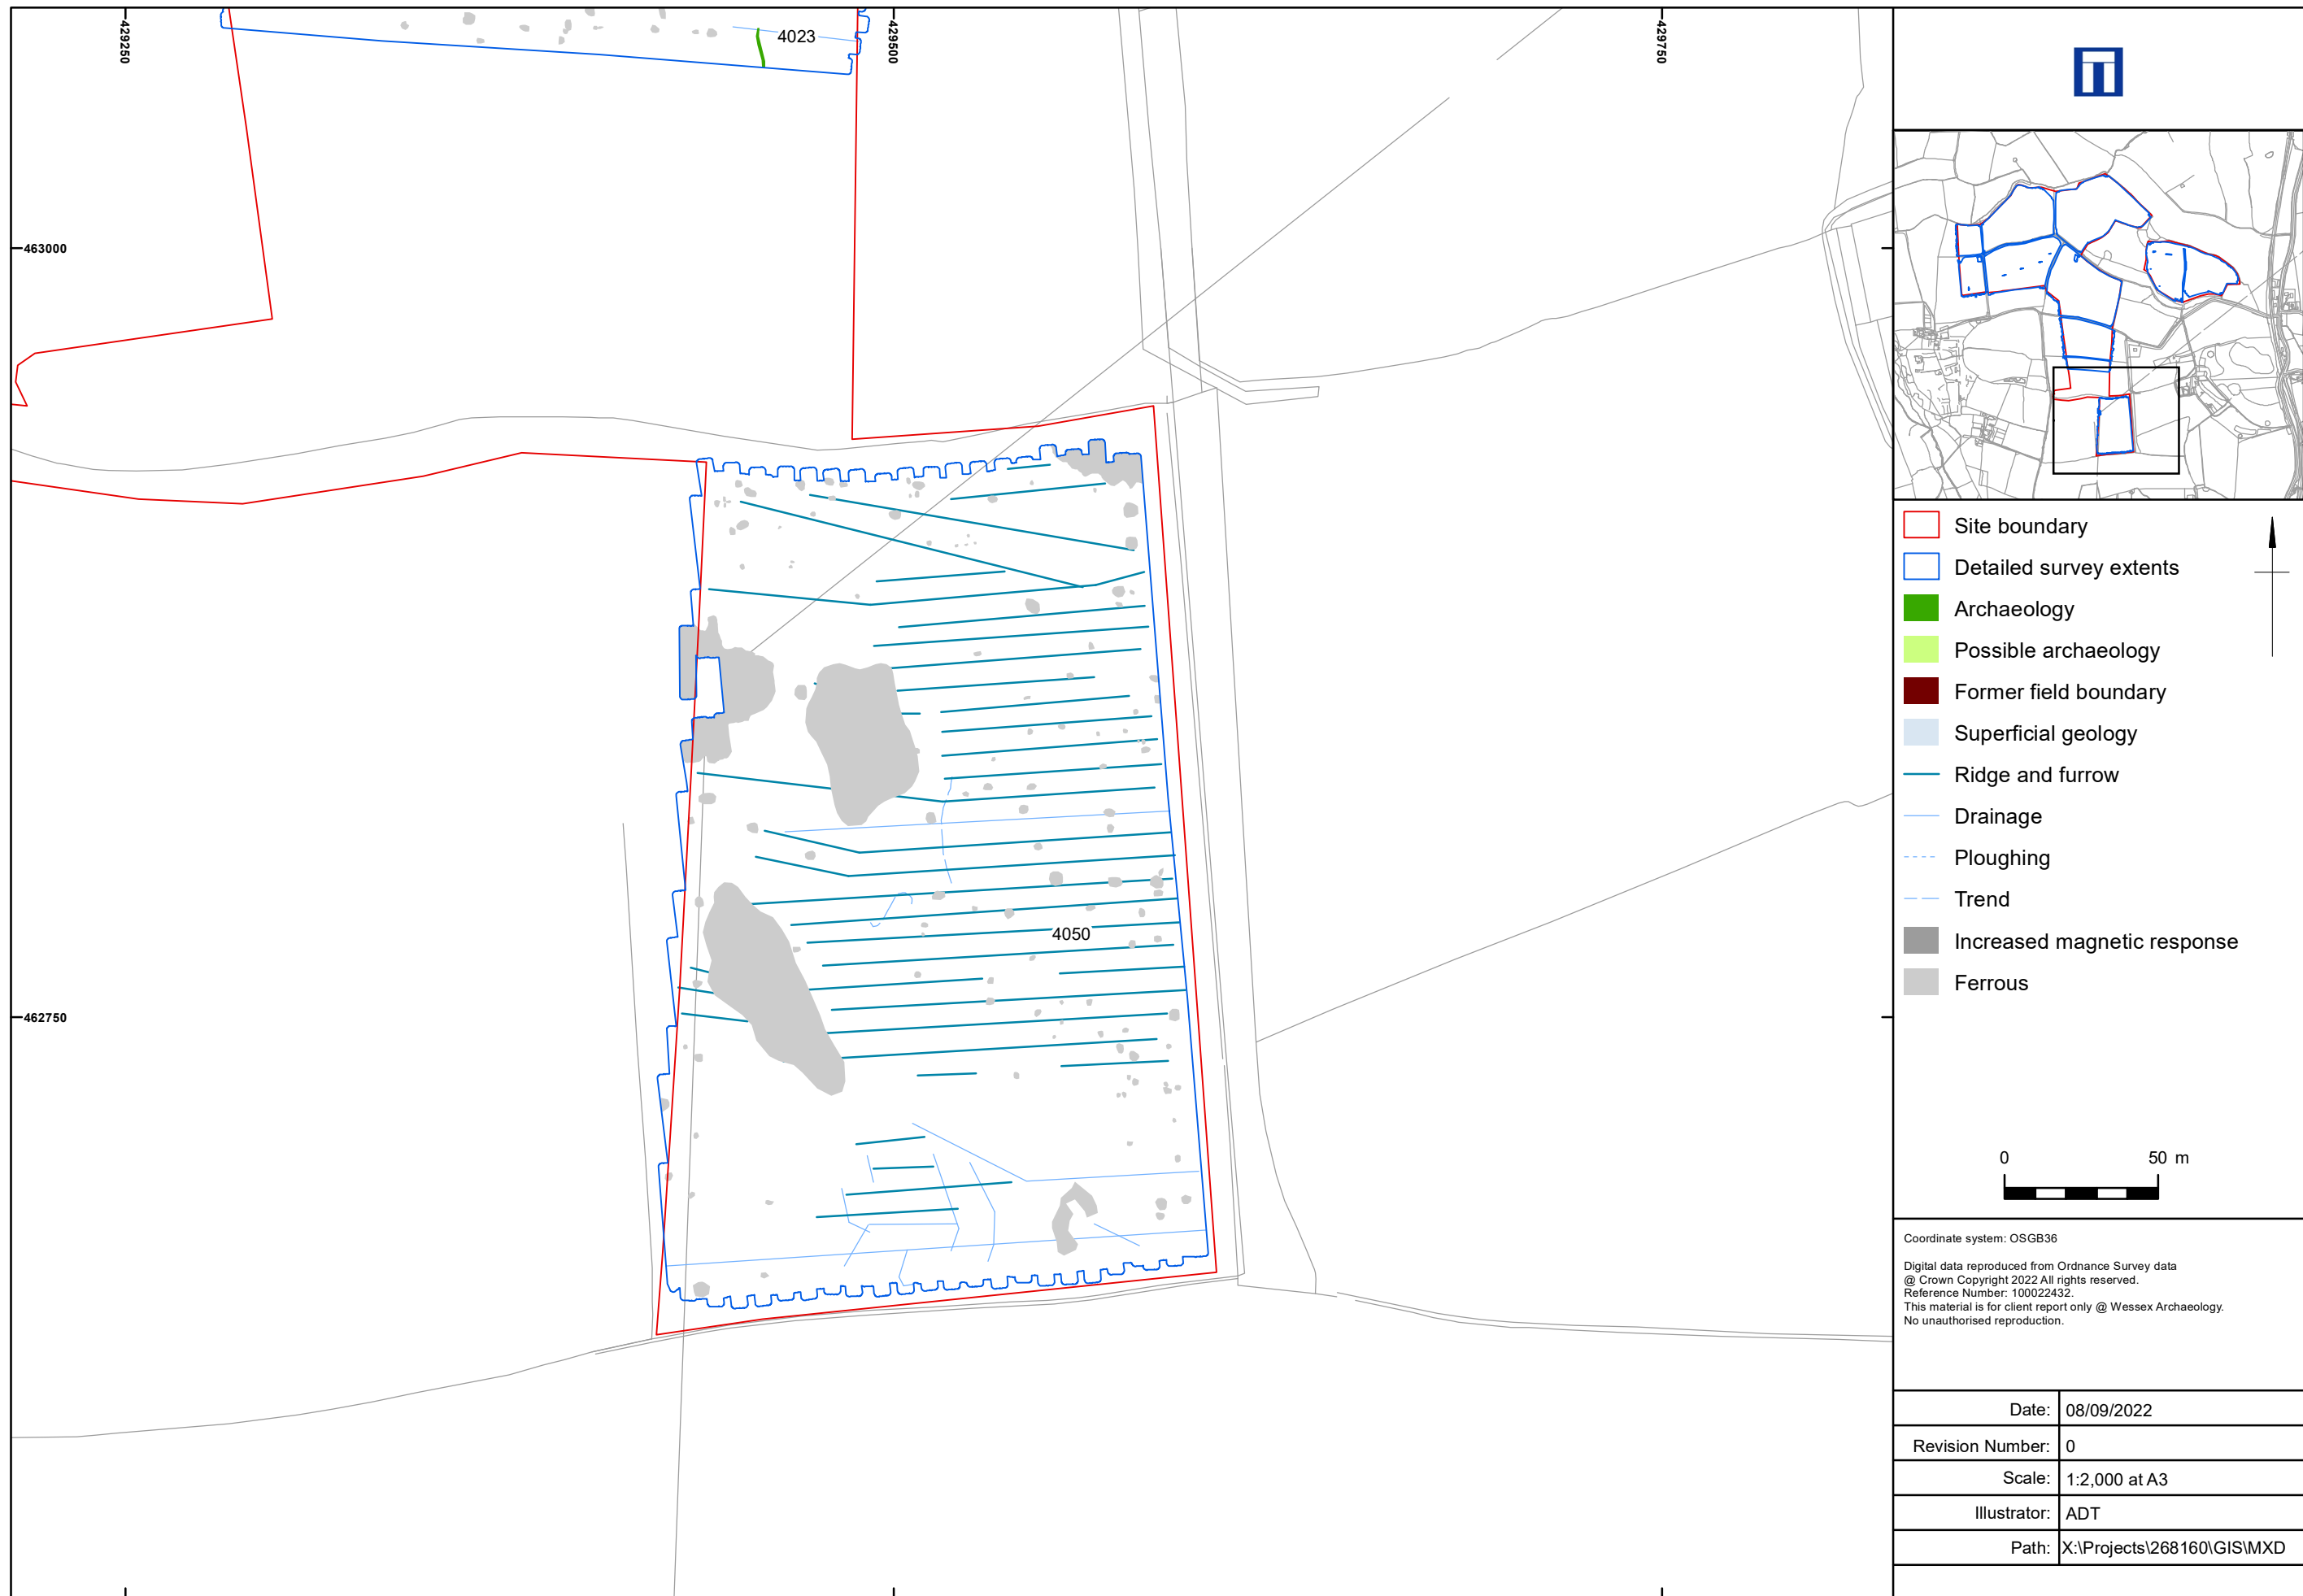 429250
429500
429750
4023
463000
4050
462750
Site boundary
Detailed survey extents
Archaeology
Possible archaeology
Former field boundary
Superficial geology
Ridge and furrow
Drainage
Ploughing
Trend
Increased magnetic response
Ferrous
0 50 m
Coordinate system: OSGB36
Digital data reproduced from Ordnance Survey data
@ Crown Copyright 2022 All rights reserved.
Reference Number: 100022432.
This material is for client report only @ Wessex Archaeology.
No unauthorised reproduction.
Date: 08/09/2022
Revision Number: 0
Scale: 1:2,000 at A3
Illustrator: ADT
Path: X:\Projects\268160\GIS\MXD